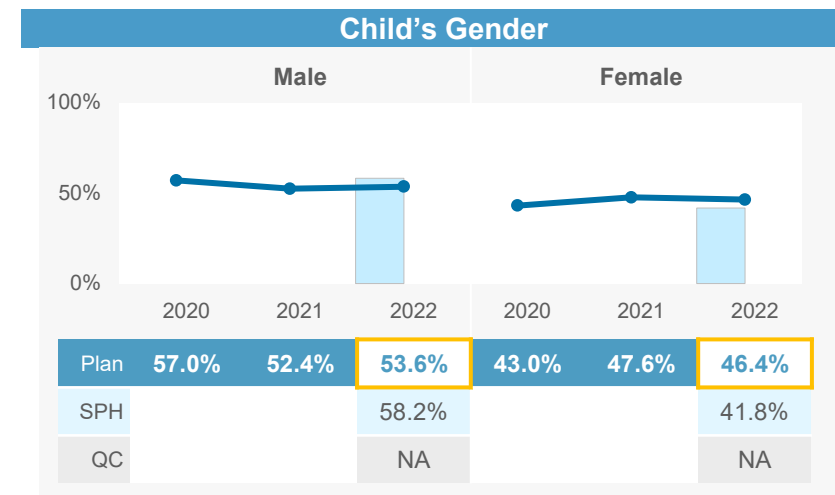 Child's Gender
Male Female
100%
50%
0%
2020 2021 2022 2020 2021 2022
Plan 57.0% 52.4% 53.6% 43.0% 47.6% 46.4%
SPH 58.2% 41.8%
QC NA NA